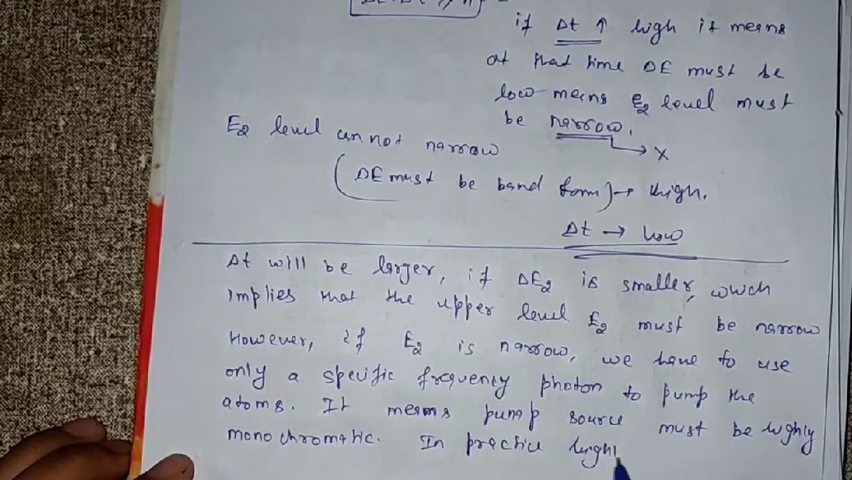 if Δt ↑ high it means
at that time ΔE must be
low means E2 level must
be narrow.
→ x
E2 level can not narrow
(ΔE must be band form) → high.
Δt → low
Δt will be larger, if ΔE2 is smaller, which
implies that the upper level E2 must be narrow
However, if E2 is narrow, we have to use
only a specific frequency photon to pump the
atoms. It means pump source must be highly
monochromatic. In practice highl